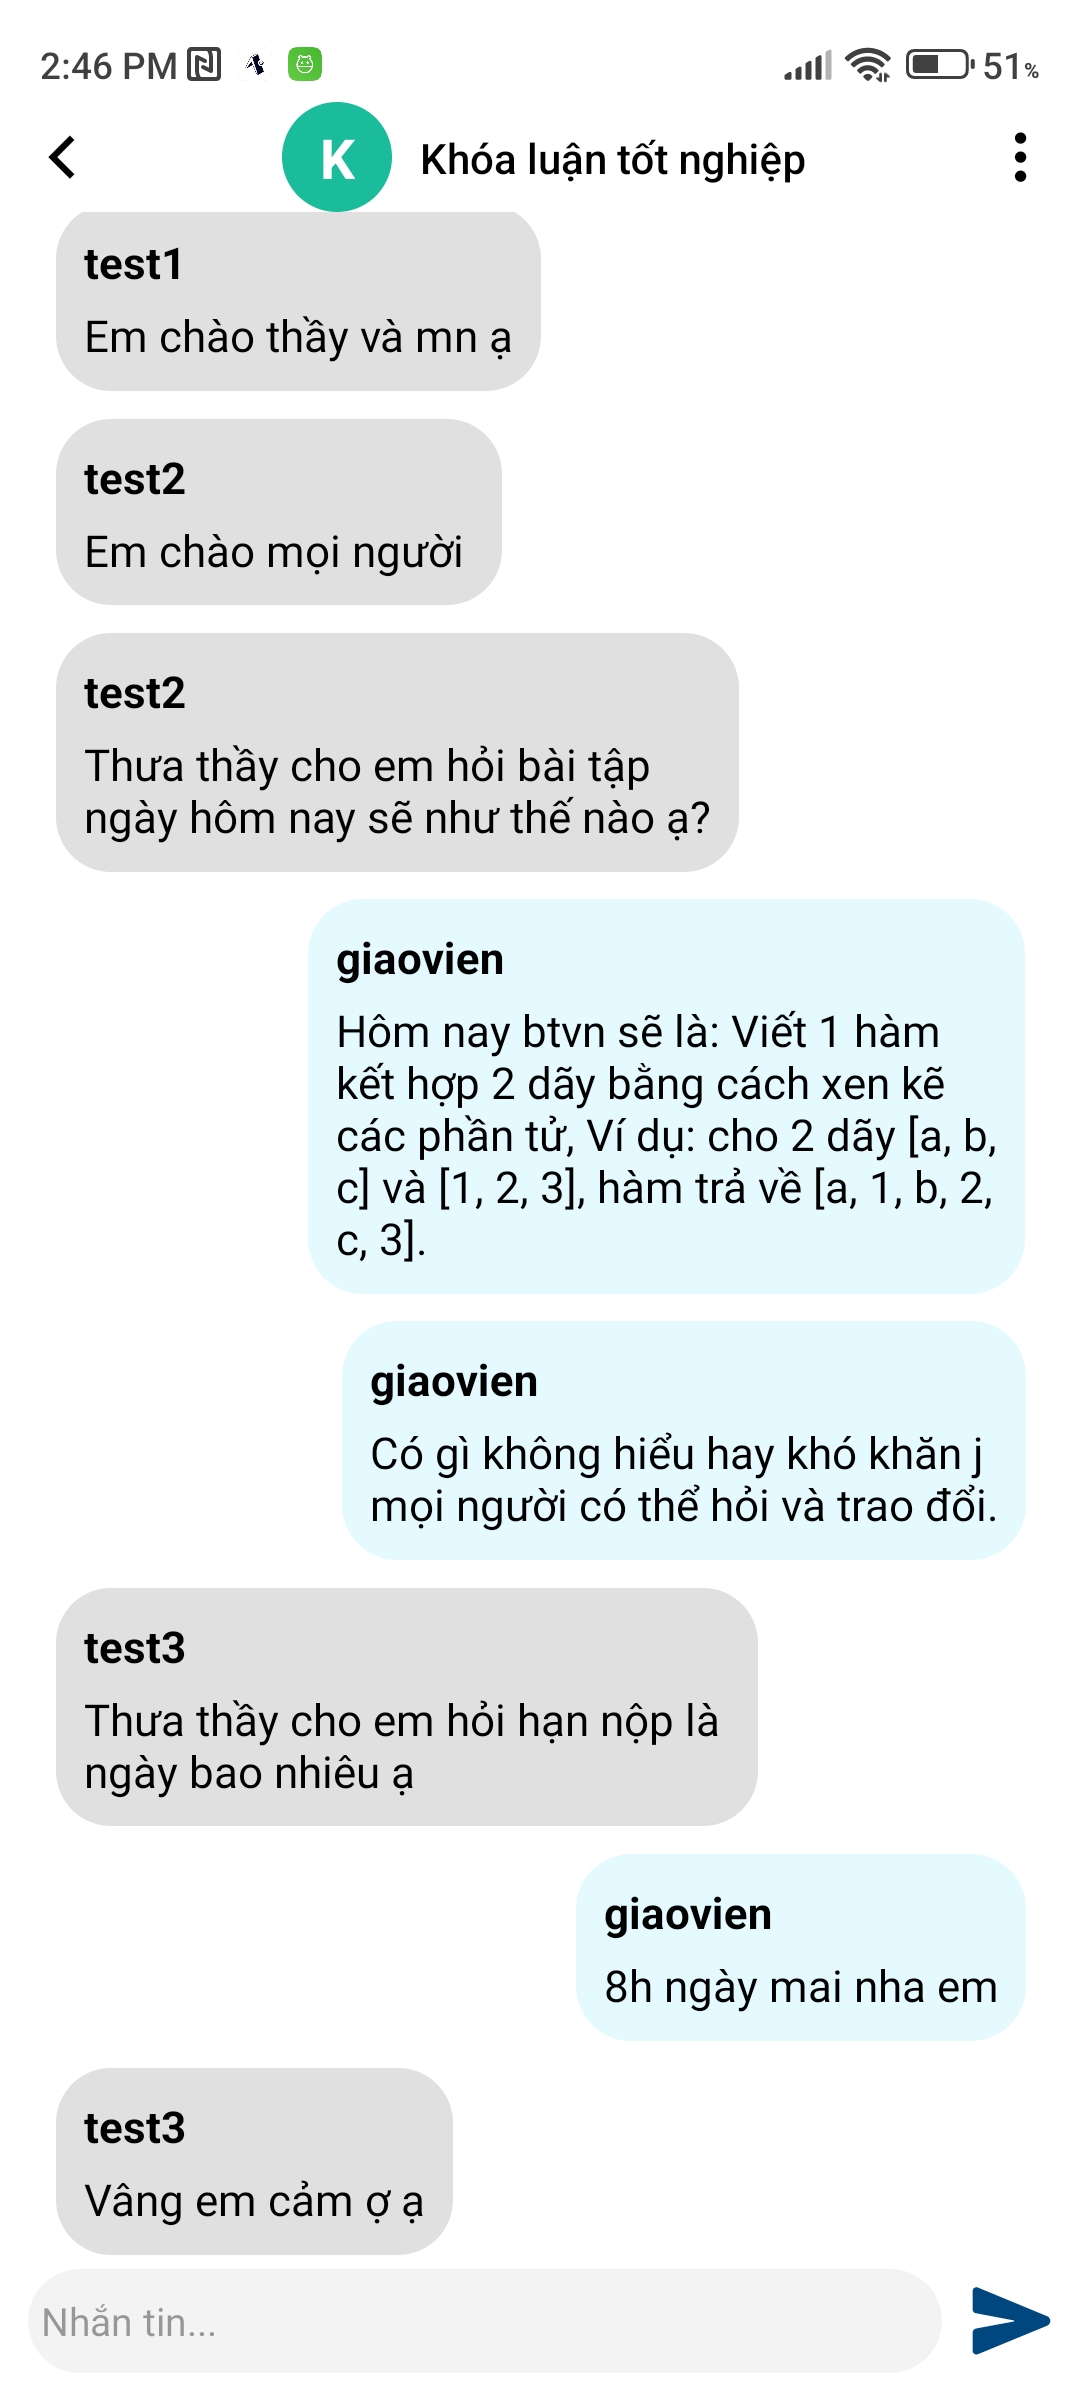 2:46 PM
51%
K
Khóa luận tốt nghiệp
test1
Em chào thầy và mn ạ
test2
Em chào mọi người
test2
Thưa thầy cho em hỏi bài tập
ngày hôm nay sẽ như thế nào ạ?
giaovien
Hôm nay btvn sẽ là: Viết 1 hàm
kết hợp 2 dãy bằng cách xen kẽ
các phần tử, Ví dụ: cho 2 dãy [a, b,
c] và [1, 2, 3], hàm trả về [a, 1, b, 2,
c, 3].
giaovien
Có gì không hiểu hay khó khăn j
mọi người có thể hỏi và trao đổi.
test3
Thưa thầy cho em hỏi hạn nộp là
ngày bao nhiêu ạ
giaovien
8h ngày mai nha em
test3
Vâng em cảm ợ ạ
Nhắn tin...